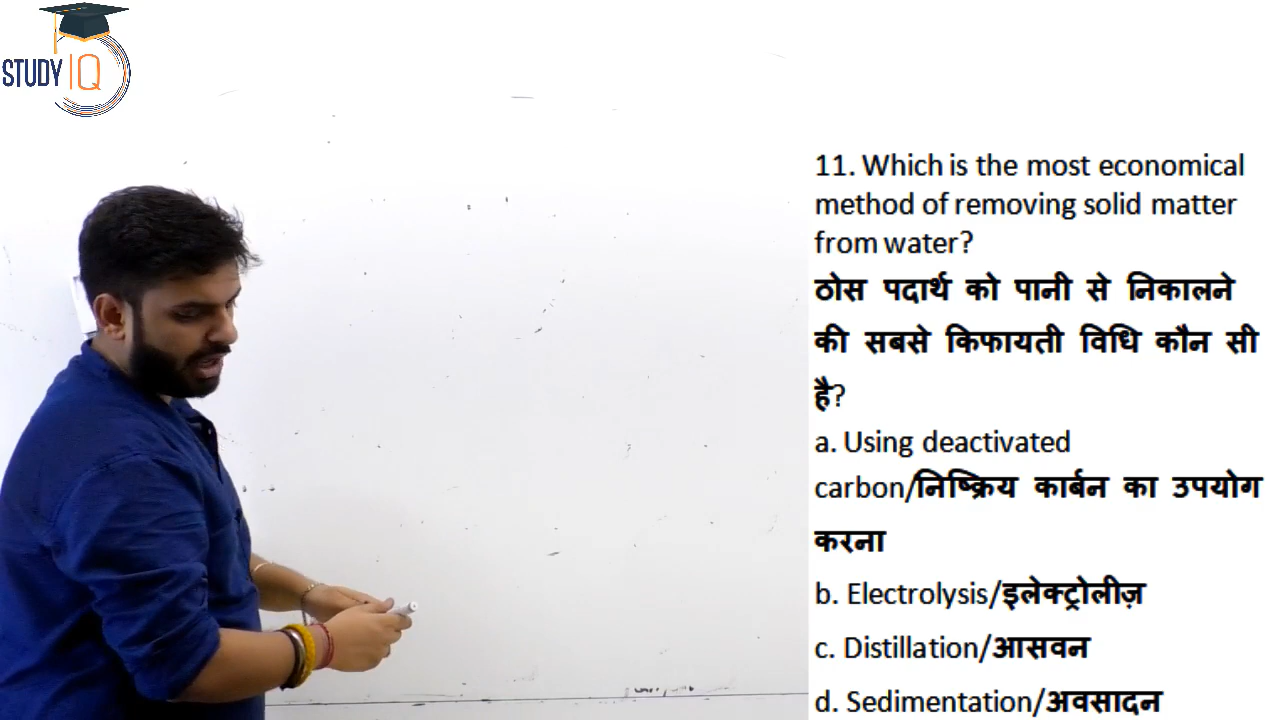 STUDY IQ
11. Which is the most economical
method of removing solid matter
from water?
ठोस पदार्थ को पानी से निकालने
की सबसे किफायती विधि कौन सी
है?
a. Using deactivated
carbon/निष्क्रिय कार्बन का उपयोग
करना
b. Electrolysis/इलेक्ट्रोलीज़
c. Distillation/आसवन
d. Sedimentation/अवसादन